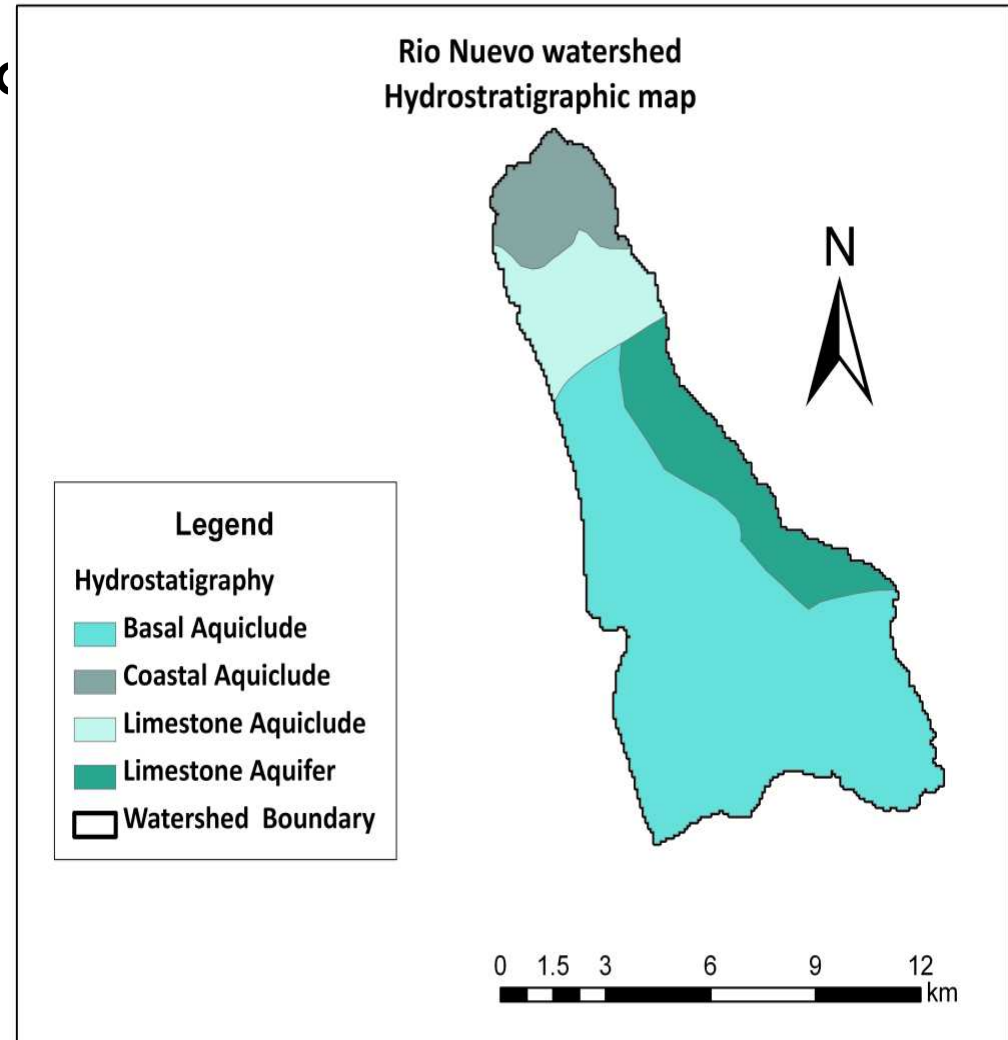 Rio Nuevo watershed
Hydrostratigraphic map
N
Legend
Hydrostatigraphy
Basal Aquiclude
Coastal Aquiclude
Limestone Aquiclude
Limestone Aquifer
Watershed Boundary
0 1.5 3 6 9 12
km